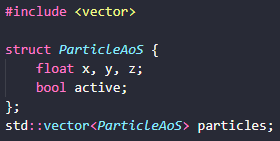 #include <vector>

struct ParticleAoS {
    float x, y, z;
    bool active;
};
std::vector<ParticleAoS> particles;